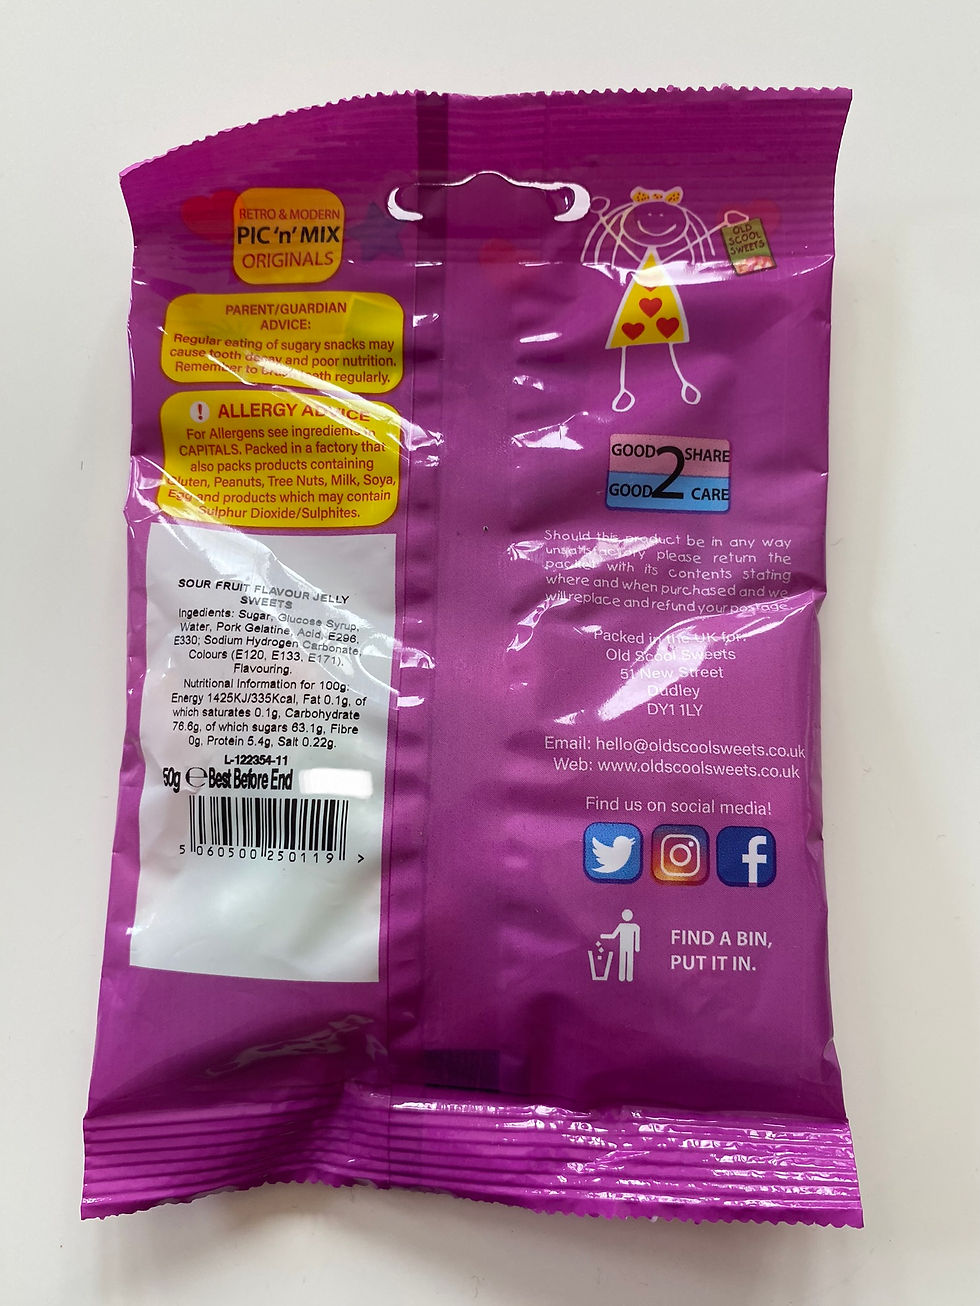 RETRO & MODERN
PIC 'n' MIX
ORIGINALS
PARENT/GUARDIAN
ADVICE:
Regular eating of sugary snacks may
cause tooth decay and poor nutrition.
Remember to brush teeth regularly.
! ALLERGY ADVICE
For Allergens see ingredients in
CAPITALS. Packed in a factory that
also packs products containing
Gluten, Peanuts, Tree Nuts, Milk, Soya,
Egg and products which may contain
Sulphur Dioxide/Sulphites.
SOUR FRUIT FLAVOUR JELLY
SWEETS
Ingedients: Sugar, Glucose Syrup,
Water, Pork Gelatine, Acid, E296,
E330; Sodium Hydrogen Carbonate,
Colours (E120, E133, E171).
Flavouring.
Nutritional Information for 100g:
Energy 1425KJ/335Kcal, Fat 0.1g, of
which saturates 0.1g, Carbohydrate
76.6g, of which sugars 63.1g, Fibre
0g, Protein 5.4g, Salt 0.22g.
L-122354-11
50g ℮ Best Before End
5 060500 250119 >
OLD
SCOOL
SWEETS
GOOD 2 SHARE
GOOD CARE
Should this product be in any way
unsatisfactory please return the
packet with its contents stating
where and when purchased and we
will replace and refund your postage.
Packed in the UK for:
Old Scool Sweets
51 New Street
Dudley
DY1 1LY
Email: hello@oldscoolsweets.co.uk
Web: www.oldscoolsweets.co.uk
Find us on social media!
FIND A BIN,
PUT IT IN.